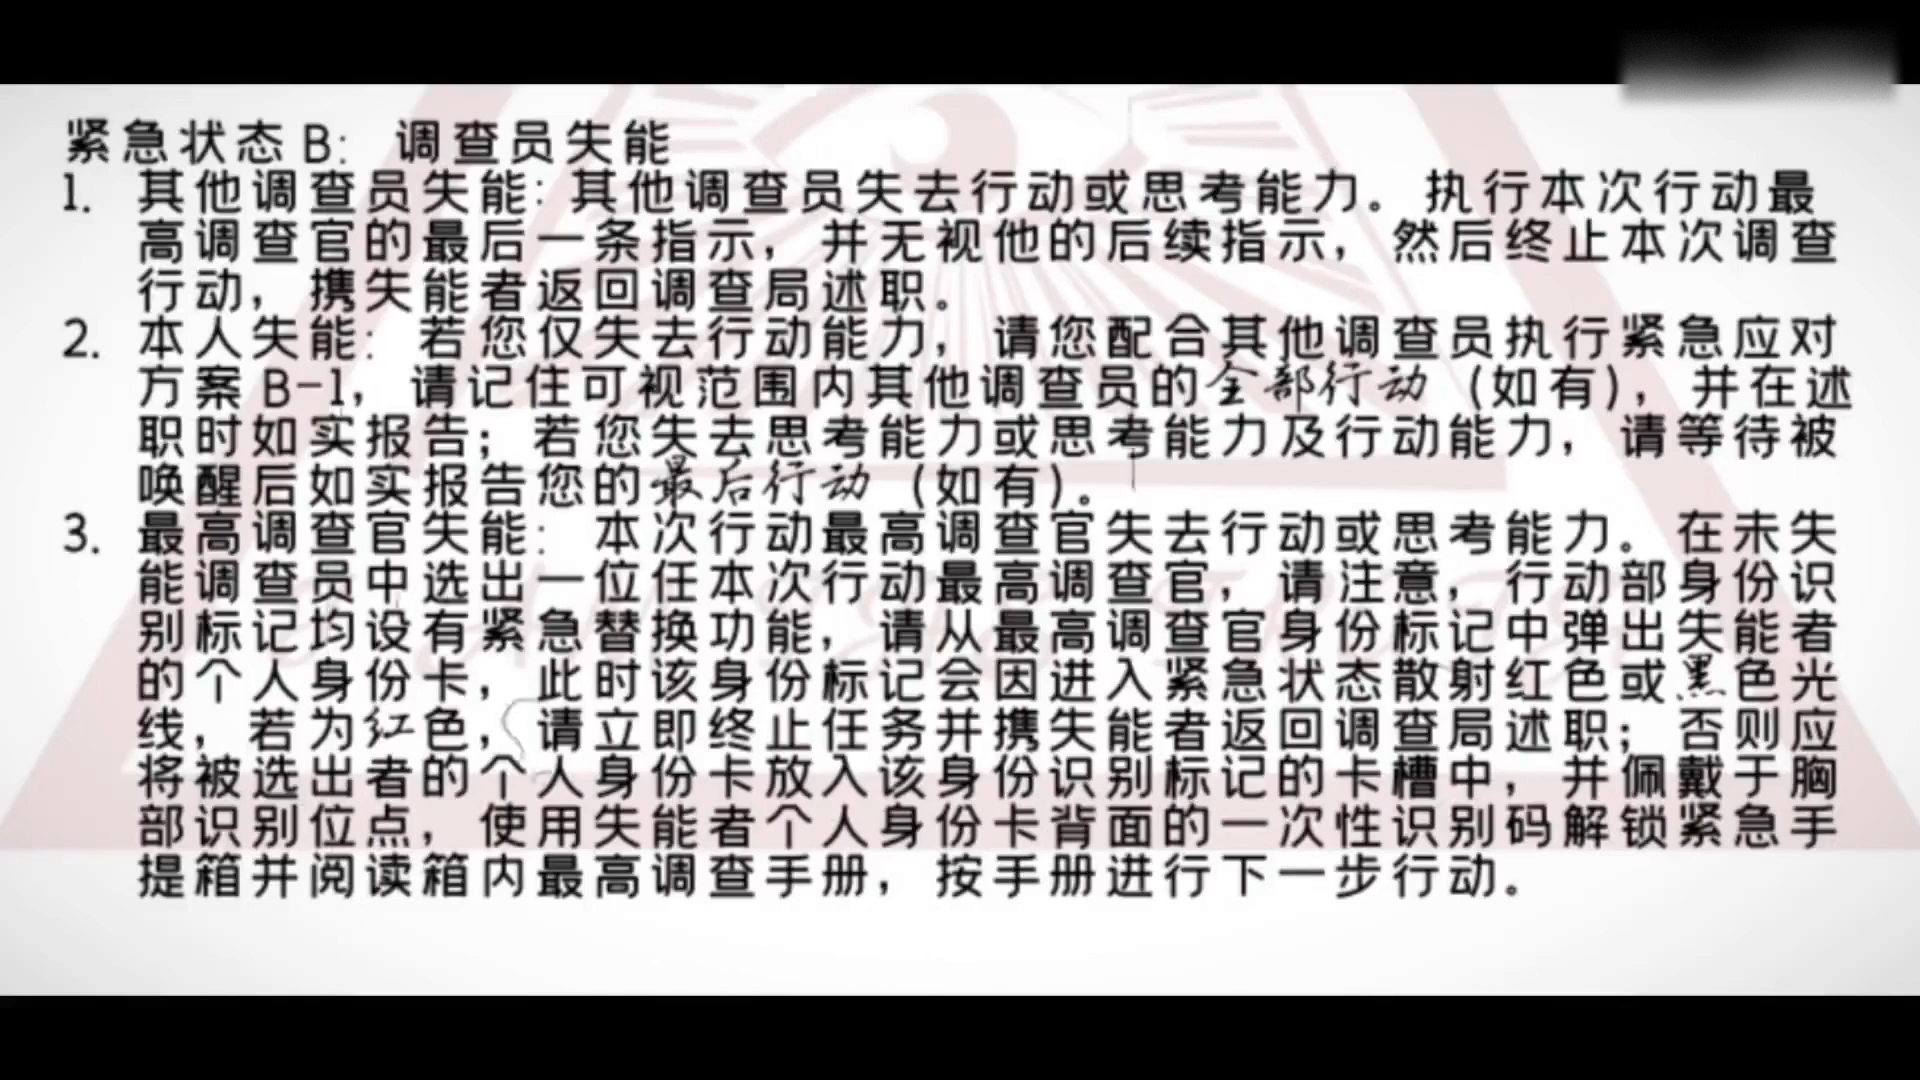 紧急状态B：调查员失能
1. 其他调查员失能：其他调查员失去行动或思考能力。执行本次行动最
高调查官的最后一条指示，并无视他的后续指示，然后终止本次调查
行动，携失能者返回调查局述职。
2. 本人失能：若您仅失去行动能力，请您配合其他调查员执行紧急应对
方案B-1，请记住可视范围内其他调查员的全部行动（如有），并在述
职时如实报告；若您失去思考能力或思考能力及行动能力，请等待被
唤醒后如实报告您的最后行动（如有）。
3. 最高调查官失能：本次行动最高调查官失去行动或思考能力。在未失
能调查员中选出一位任本次行动最高调查官，请注意，行动部身份识
别标记均设有紧急替换功能，请从最高调查官身份标记中弹出失能者
的个人身份卡，此时该身份标记会因进入紧急状态散射红色或黑色光
线，若为红色，请立即终止任务并携失能者返回调查局述职；否则应
将被选出者的个人身份卡放入该身份识别标记的卡槽中，并佩戴于胸
部识别位点，使用失能者个人身份卡背面的一次性识别码解锁紧急手
提箱并阅读箱内最高调查手册，按手册进行下一步行动。